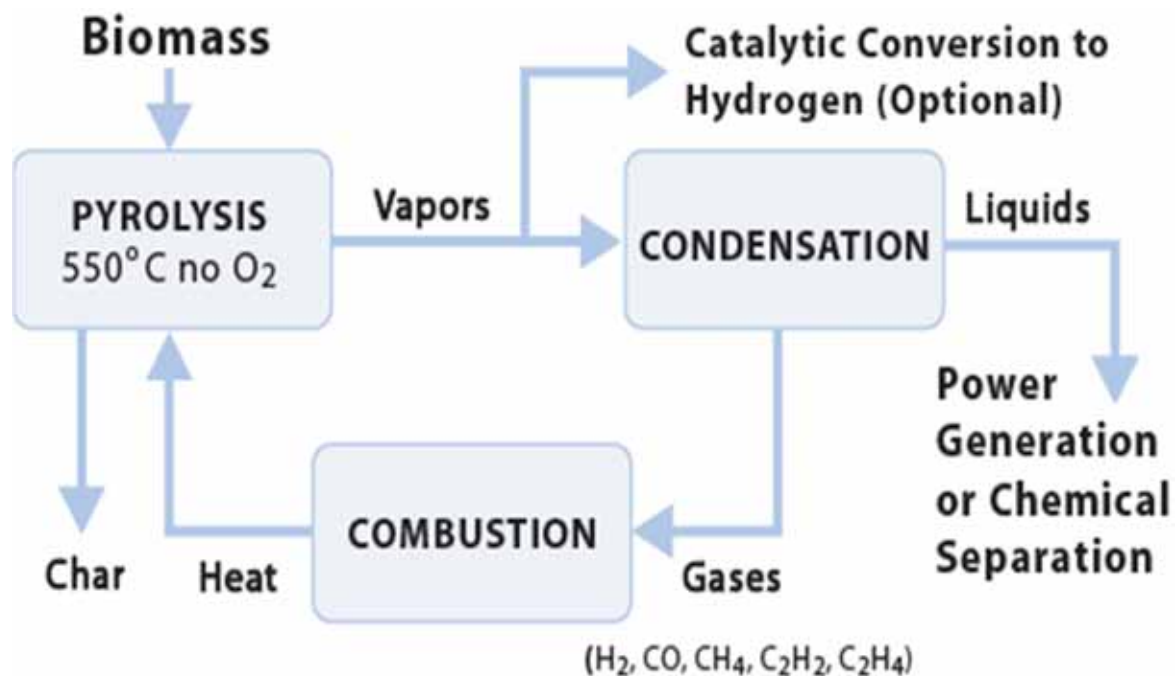 Biomass
Catalytic Conversion to
Hydrogen (Optional)
PYROLYSIS
550°C no O₂
Vapors
CONDENSATION
Liquids
Power
Generation
or Chemical
Separation
COMBUSTION
Char
Heat
Gases
(H₂, CO, CH₄, C₂H₂, C₂H₄)